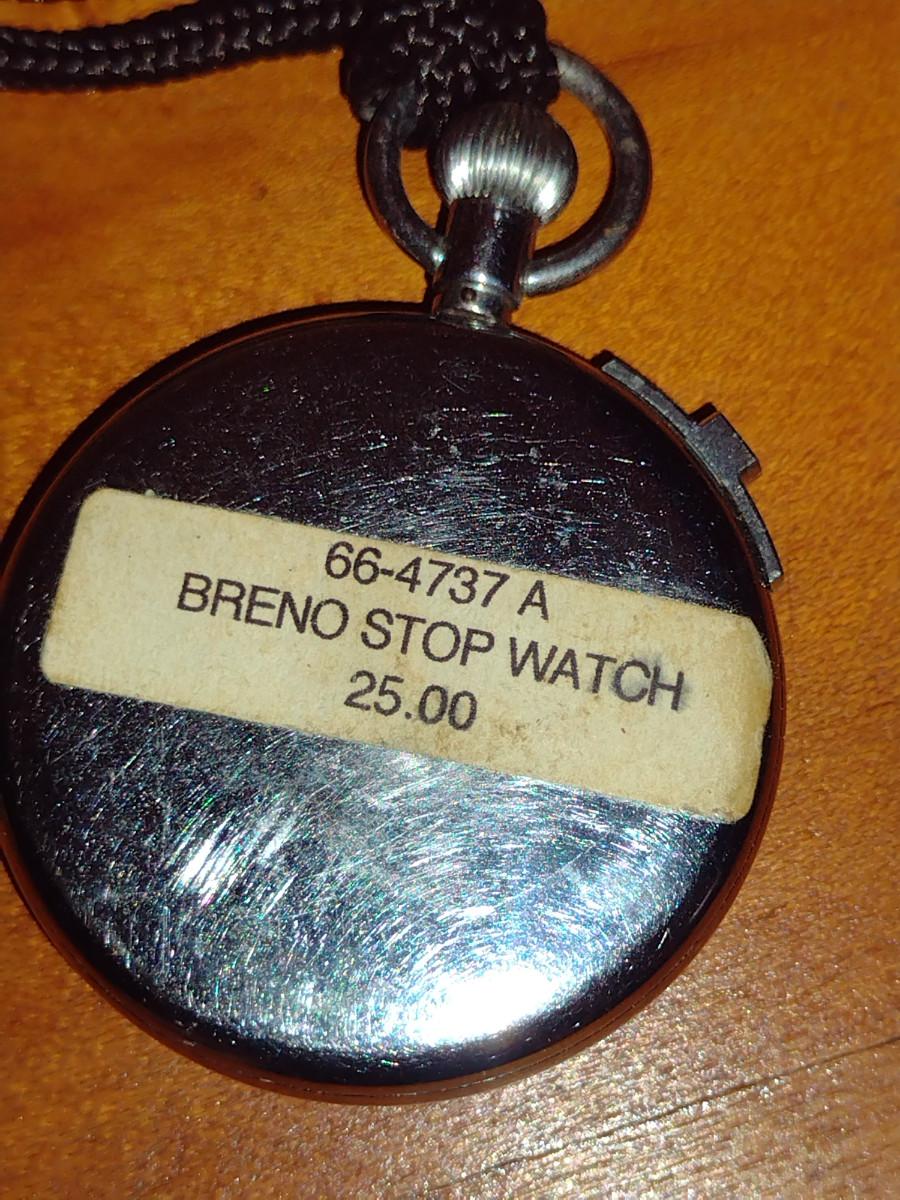 66-4737 A
BRENO STOP WATCH
25.00